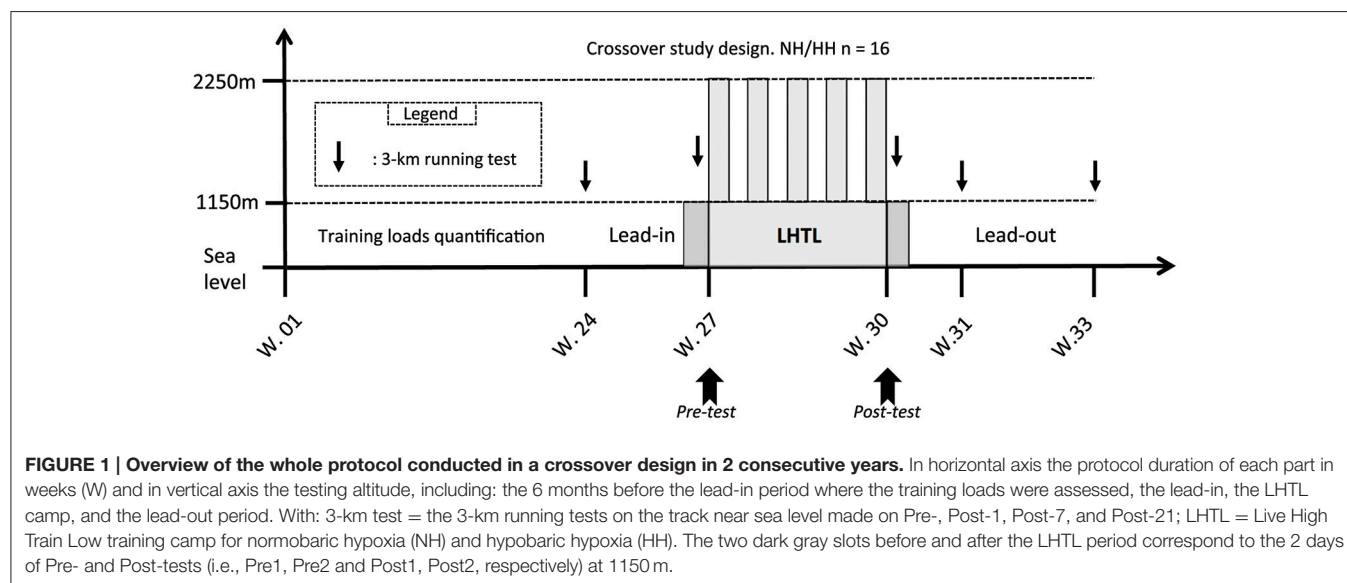 Crossover study design. NH/HH n = 16
2250m
Legend
: 3-km running test
1150m
Training loads quantification
Lead-in
LHTL
Lead-out
Sea
level
W. 01
W. 24
W. 27
W. 30
W.31
W.33
Pre-test
Post-test
FIGURE 1 | Overview of the whole protocol conducted in a crossover design in 2 consecutive years. In horizontal axis the protocol duration of each part in
weeks (W) and in vertical axis the testing altitude, including: the 6 months before the lead-in period where the training loads were assessed, the lead-in, the LHTL
camp, and the lead-out period. With: 3-km test = the 3-km running tests on the track near sea level made on Pre-, Post-1, Post-7, and Post-21; LHTL = Live High
Train Low training camp for normobaric hypoxia (NH) and hypobaric hypoxia (HH). The two dark gray slots before and after the LHTL period correspond to the 2 days
of Pre- and Post-tests (i.e., Pre1, Pre2 and Post1, Post2, respectively) at 1150 m.